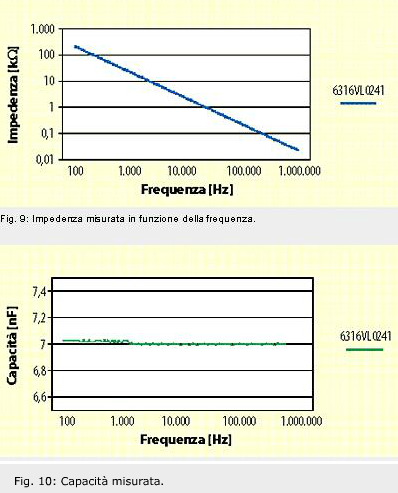 1.000
100
10
1
0,1
0,01
Impedenza [kΩ]
100 1.000 10.000 100.000 1.000.000
Frequenza [Hz]
6316VL0241
Fig. 9: Impedenza misurata in funzione della frequenza.
7,4
7,2
7
6,8
6,6
Capacità [nF]
100 1.000 10.000 100.000 1.000.000
Frequenza [Hz]
6316VL0241
Fig. 10: Capacità misurata.